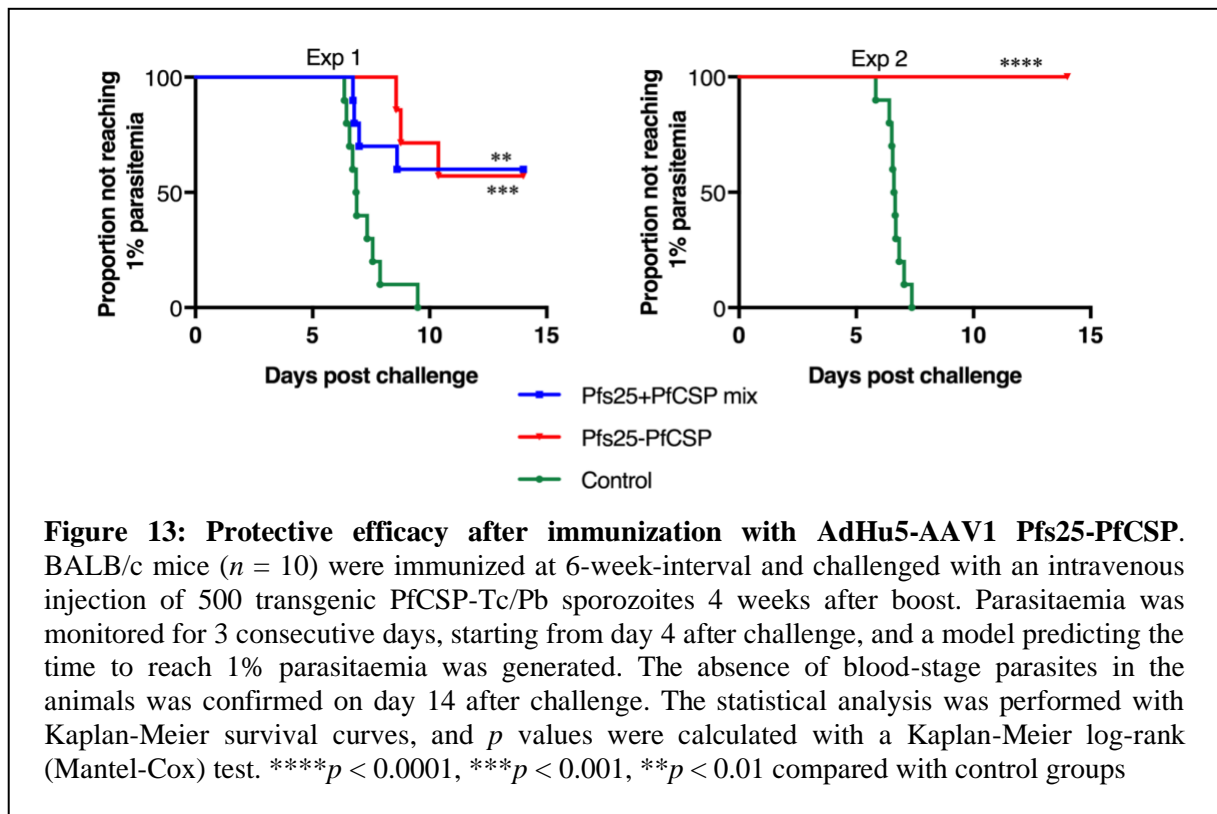 Exp 1
100
50
0
0
5
10
15
**
***
Proportion not reaching
1% parasitemia
Days post challenge
Exp 2
100
50
0
0
5
10
15
****
Proportion not reaching
1% parasitemia
Days post challenge
Pfs25+PfCSP mix
Pfs25-PfCSP
Control
Figure 13: Protective efficacy after immunization with AdHu5-AAV1 Pfs25-PfCSP.
BALB/c mice (n = 10) were immunized at 6-week-interval and challenged with an intravenous
injection of 500 transgenic PfCSP-Tc/Pb sporozoites 4 weeks after boost. Parasitaemia was
monitored for 3 consecutive days, starting from day 4 after challenge, and a model predicting the
time to reach 1% parasitaemia was generated. The absence of blood-stage parasites in the
animals was confirmed on day 14 after challenge. The statistical analysis was performed with
Kaplan-Meier survival curves, and p values were calculated with a Kaplan-Meier log-rank
(Mantel-Cox) test. ****p < 0.0001, ***p < 0.001, **p < 0.01 compared with control groups